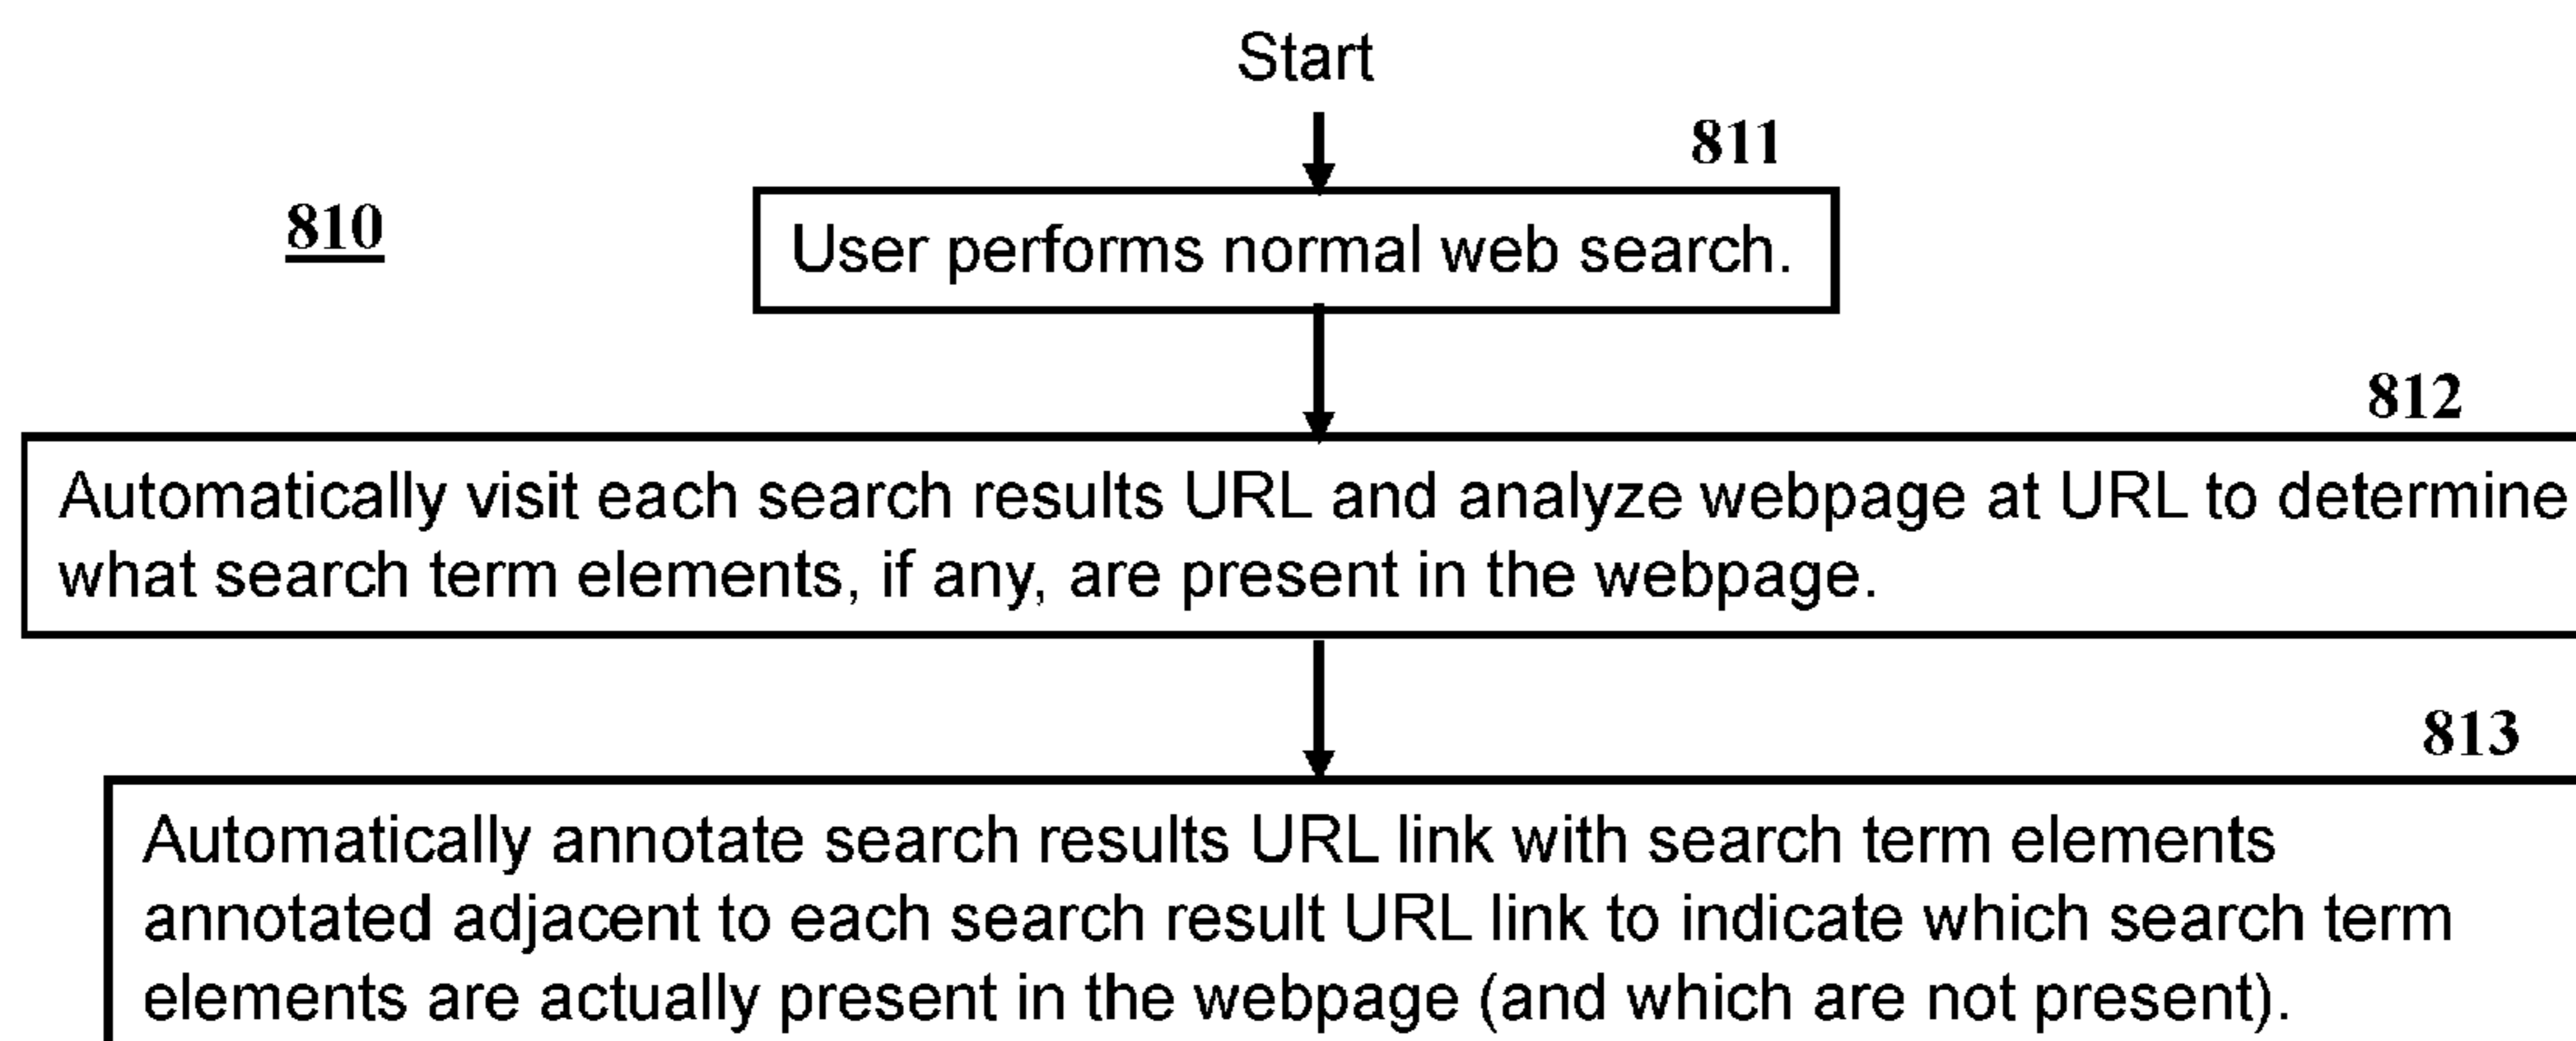 Start
811
810
User performs normal web search.
812
Automatically visit each search results URL and analyze webpage at URL to determine
what search term elements, if any, are present in the webpage.
813
Automatically annotate search results URL link with search term elements
annotated adjacent to each search result URL link to indicate which search term
elements are actually present in the webpage (and which are not present).